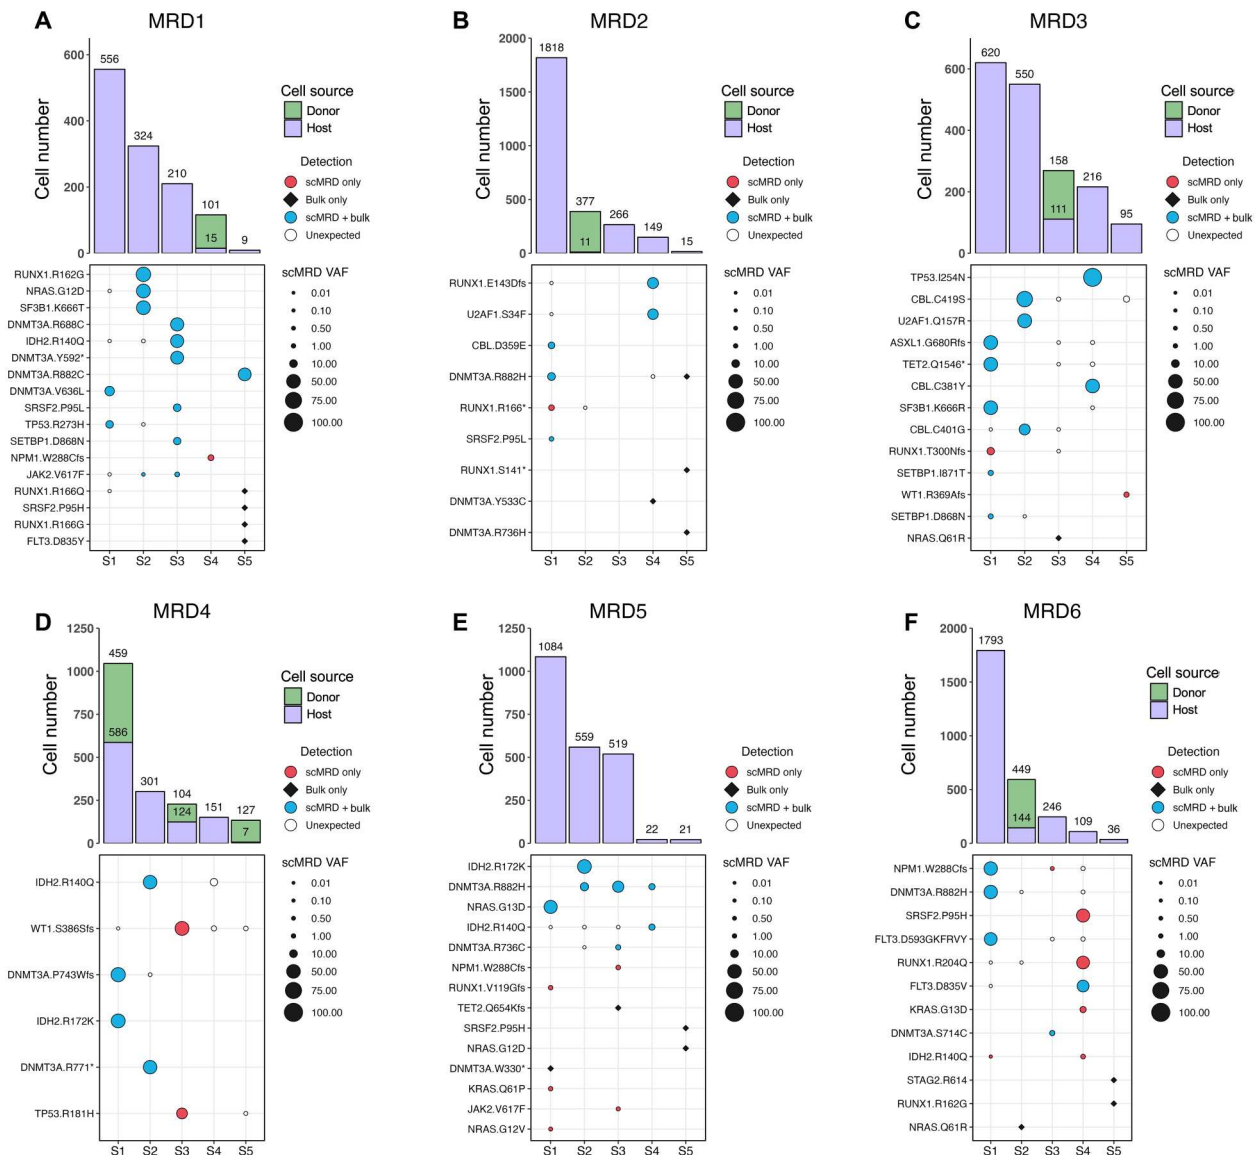 A
MRD1
Cell number
600
400
200
0
556
324
210
101
15
9
Cell source
Donor
Host
Detection
scMRD only
Bulk only
scMRD + bulk
Unexpected
RUNX1.R162G
NRAS.G12D
SF3B1.K666T
DNMT3A.R688C
IDH2.R140Q
DNMT3A.Y592*
DNMT3A.R882C
DNMT3A.V636L
SRSF2.P95L
TP53.R273H
SETBP1.D868N
NPM1.W288Cfs
JAK2.V617F
RUNX1.R166Q
SRSF2.P95H
RUNX1.R166G
FLT3.D835Y
S1 S2 S3 S4 S5
scMRD VAF
0.01
0.10
0.50
1.00
10.00
50.00
75.00
100.00
B
MRD2
Cell number
2000
1500
1000
500
0
1818
377
11
266
149
15
Cell source
Donor
Host
Detection
scMRD only
Bulk only
scMRD + bulk
Unexpected
RUNX1.E143Dfs
U2AF1.S34F
CBL.D359E
DNMT3A.R882H
RUNX1.R166*
SRSF2.P95L
RUNX1.S141*
DNMT3A.Y533C
DNMT3A.R736H
S1 S2 S3 S4 S5
scMRD VAF
0.01
0.10
0.50
1.00
10.00
50.00
75.00
100.00
C
MRD3
Cell number
600
400
200
0
620
550
158
111
216
95
Cell source
Donor
Host
Detection
scMRD only
Bulk only
scMRD + bulk
Unexpected
TP53.I254N
CBL.C419S
U2AF1.Q157R
ASXL1.G680Rfs
TET2.Q1546*
CBL.C381Y
SF3B1.K666R
CBL.C401G
RUNX1.T300Nfs
SETBP1.I871T
WT1.R369Afs
SETBP1.D868N
NRAS.Q61R
S1 S2 S3 S4 S5
scMRD VAF
0.01
0.10
0.50
1.00
10.00
50.00
75.00
100.00
D
MRD4
Cell number
1250
1000
750
500
250
0
459
586
301
104
124
151
127
7
Cell source
Donor
Host
Detection
scMRD only
Bulk only
scMRD + bulk
Unexpected
IDH2.R140Q
WT1.S386Sfs
DNMT3A.P743Wfs
IDH2.R172K
DNMT3A.R771*
TP53.R181H
S1 S2 S3 S4 S5
scMRD VAF
0.01
0.10
0.50
1.00
10.00
50.00
75.00
100.00
E
MRD5
Cell number
1250
1000
750
500
250
0
1084
559
519
22
21
Detection
scMRD only
Bulk only
scMRD + bulk
Unexpected
IDH2.R172K
DNMT3A.R882H
NRAS.G13D
IDH2.R140Q
DNMT3A.R736C
NPM1.W288Cfs
RUNX1.V119Gfs
TET2.Q654Kfs
SRSF2.P95H
NRAS.G12D
DNMT3A.W330*
KRAS.Q61P
JAK2.V617F
NRAS.G12V
S1 S2 S3 S4 S5
scMRD VAF
0.01
0.10
0.50
1.00
10.00
50.00
75.00
100.00
F
MRD6
Cell number
2000
1500
1000
500
0
1793
449
144
246
109
36
Cell source
Donor
Host
Detection
scMRD only
Bulk only
scMRD + bulk
Unexpected
NPM1.W288Cfs
DNMT3A.R882H
SRSF2.P95H
FLT3.D593GKFRVY
RUNX1.R204Q
FLT3.D835V
KRAS.G13D
DNMT3A.S714C
IDH2.R140Q
STAG2.R614
RUNX1.R162G
NRAS.Q61R
S1 S2 S3 S4 S5
scMRD VAF
0.01
0.10
0.50
1.00
10.00
50.00
75.00
100.00